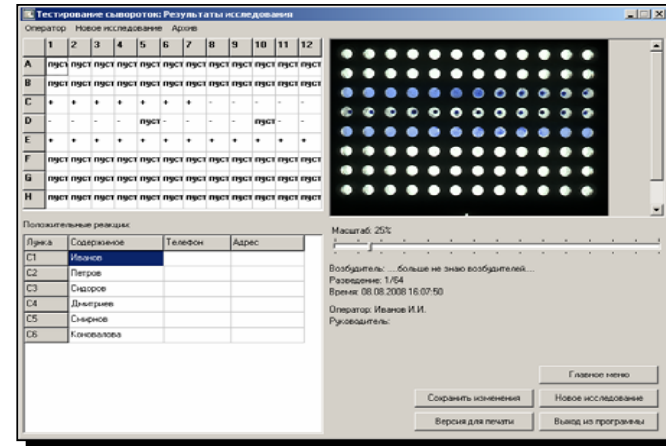 Тестирование сывороток: Результаты исследования
Оператор Новое исследование Архив
1 2 3 4 5 6 7 8 9 10 11 12
A пуст пуст пуст пуст пуст пуст пуст пуст пуст пуст пуст пуст
B пуст пуст пуст пуст пуст пуст пуст пуст пуст пуст пуст пуст
C + + + + + + + - - - - -
D - - - - пуст - - - - пуст - -
E + + + + + + + + + + + +
F пуст пуст пуст пуст пуст пуст пуст пуст пуст пуст пуст пуст
G пуст пуст пуст пуст пуст пуст пуст пуст пуст пуст пуст пуст
H пуст пуст пуст пуст пуст пуст пуст пуст пуст пуст пуст пуст
Положительные реакции:
Лунка Содержимое Телефон Адрес
C1 Иванов
C2 Петров
C3 Сидоров
C4 Дмитриев
C5 Смирнов
C6 Коновалова
Масштаб: 25%
Возбудитель: ....больше не знаю возбудителей....
Разведение: 1/64
Время: 08.08.2008 16:07:50
Оператор: Иванов И.И.
Руководитель:
Главное меню
Сохранить изменения Новое исследование
Версия для печати Выход из программы